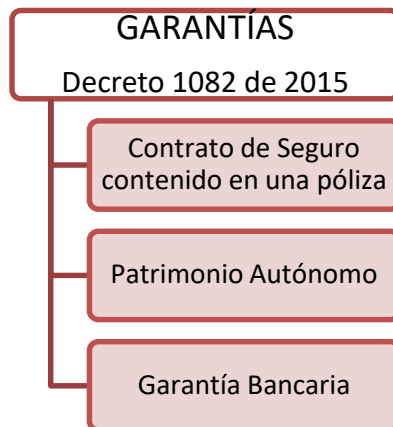 GARANTÍAS
Decreto 1082 de 2015
Contrato de Seguro
contenido en una póliza
Patrimonio Autónomo
Garantía Bancaria